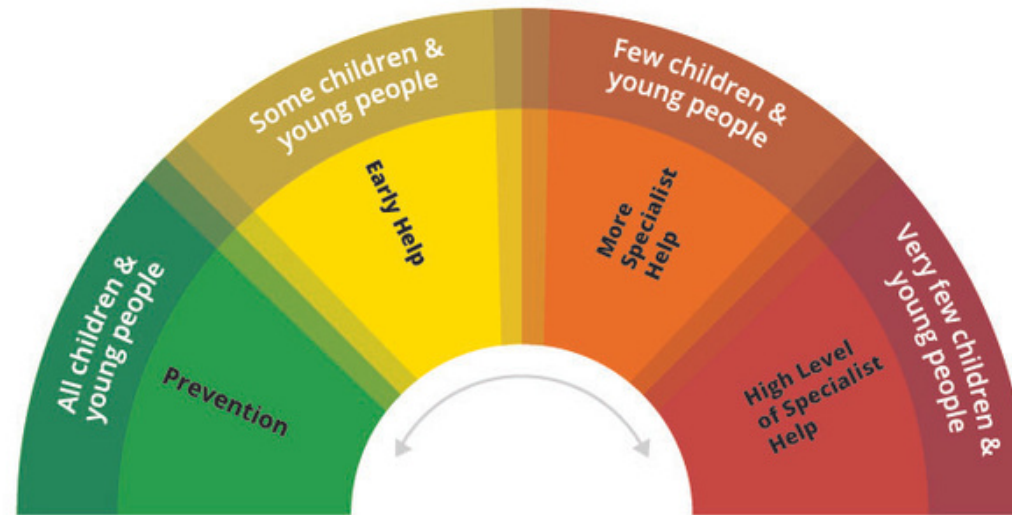 All children &
young people
Prevention
Some children &
young people
Early Help
Few children &
young people
More
Specialist
Help
Very few children &
young people
High Level
of Specialist
Help